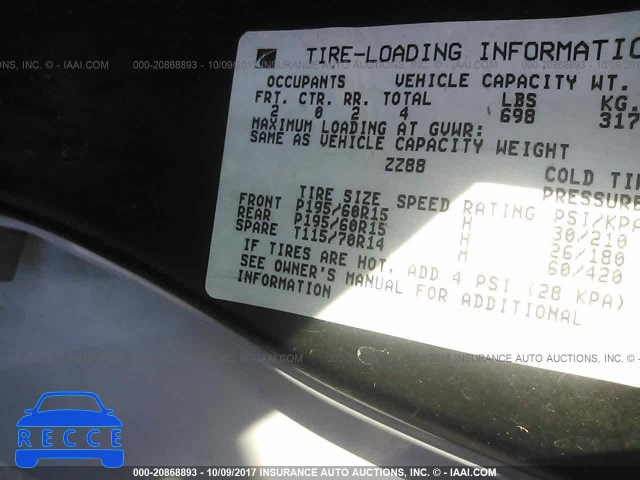 TIRE-LOADING INFORMATIO
OCCUPANTS VEHICLE CAPACITY WT.
FRT. CTR. RR. TOTAL LBS KG.
2 0 2 4 698 317
MAXIMUM LOADING AT GVWR:
SAME AS VEHICLE CAPACITY WEIGHT
ZZ88 COLD TIR
TIRE SIZE SPEED RATING PRESSURE
FRONT P195/60R15 H PSI/KPA
REAR P195/60R15 H 30/210
SPARE T115/70R14 M 26/180
60/420
IF TIRES ARE HOT, ADD 4 PSI (28 KPA)
SEE OWNER'S MANUAL FOR ADDITIONAL
INFORMATION
RECCE
000-20868893 - 10/09/2017 INSURANCE AUTO AUCTIONS, INC. © - IAAI.COM